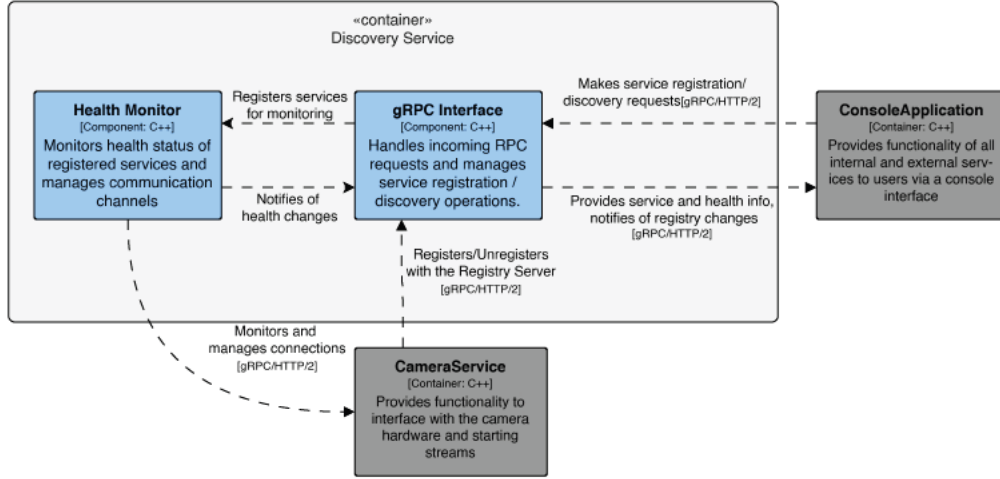 «container»
Discovery Service
Health Monitor
[Component: C++]
Monitors health status of
registered services and
manages communication
channels
Registers services
for monitoring
Notifies of
health changes
gRPC Interface
[Component: C++]
Handles incoming RPC
requests and manages
service registration /
discovery operations.
Makes service registration/
discovery requests[gRPC/HTTP/2]
Provides service and health info,
notifies of registry changes
[gRPC/HTTP/2]
ConsoleApplication
[Container: C++]
Provides functionality of all
internal and external serv-
ices to users via a console
interface
Registers/Unregisters
with the Registry Server
[gRPC/HTTP/2]
Monitors and
manages connections
[gRPC/HTTP/2]
CameraService
[Container: C++]
Provides functionality to
interface with the camera
hardware and starting
streams